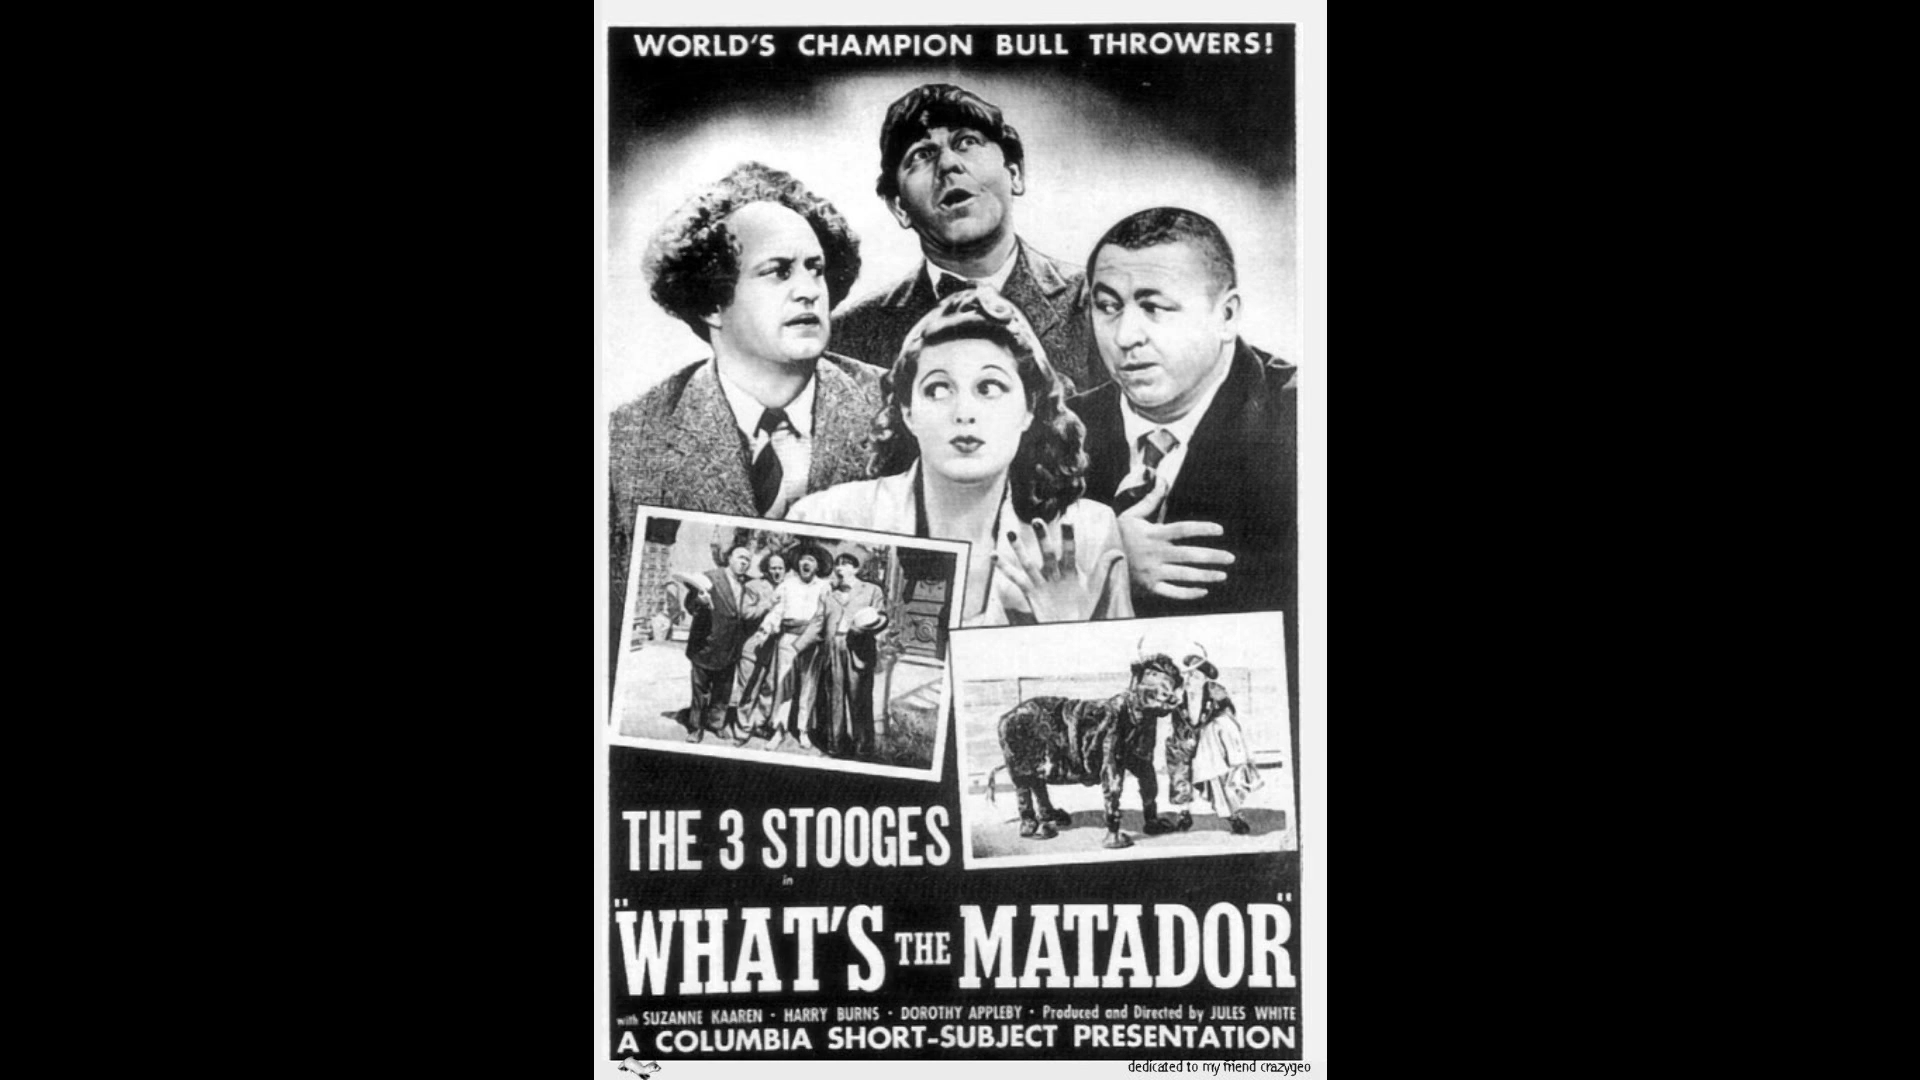 WORLD'S CHAMPION BULL THROWERS!
THE 3 STOOGES
in
"WHAT'S THE MATADOR"
with SUZANNE KAAREN · HARRY BURNS · DOROTHY APPLEBY · Produced and Directed by JULES WHITE
A COLUMBIA SHORT-SUBJECT PRESENTATION
dedicated to my friend crazygeo